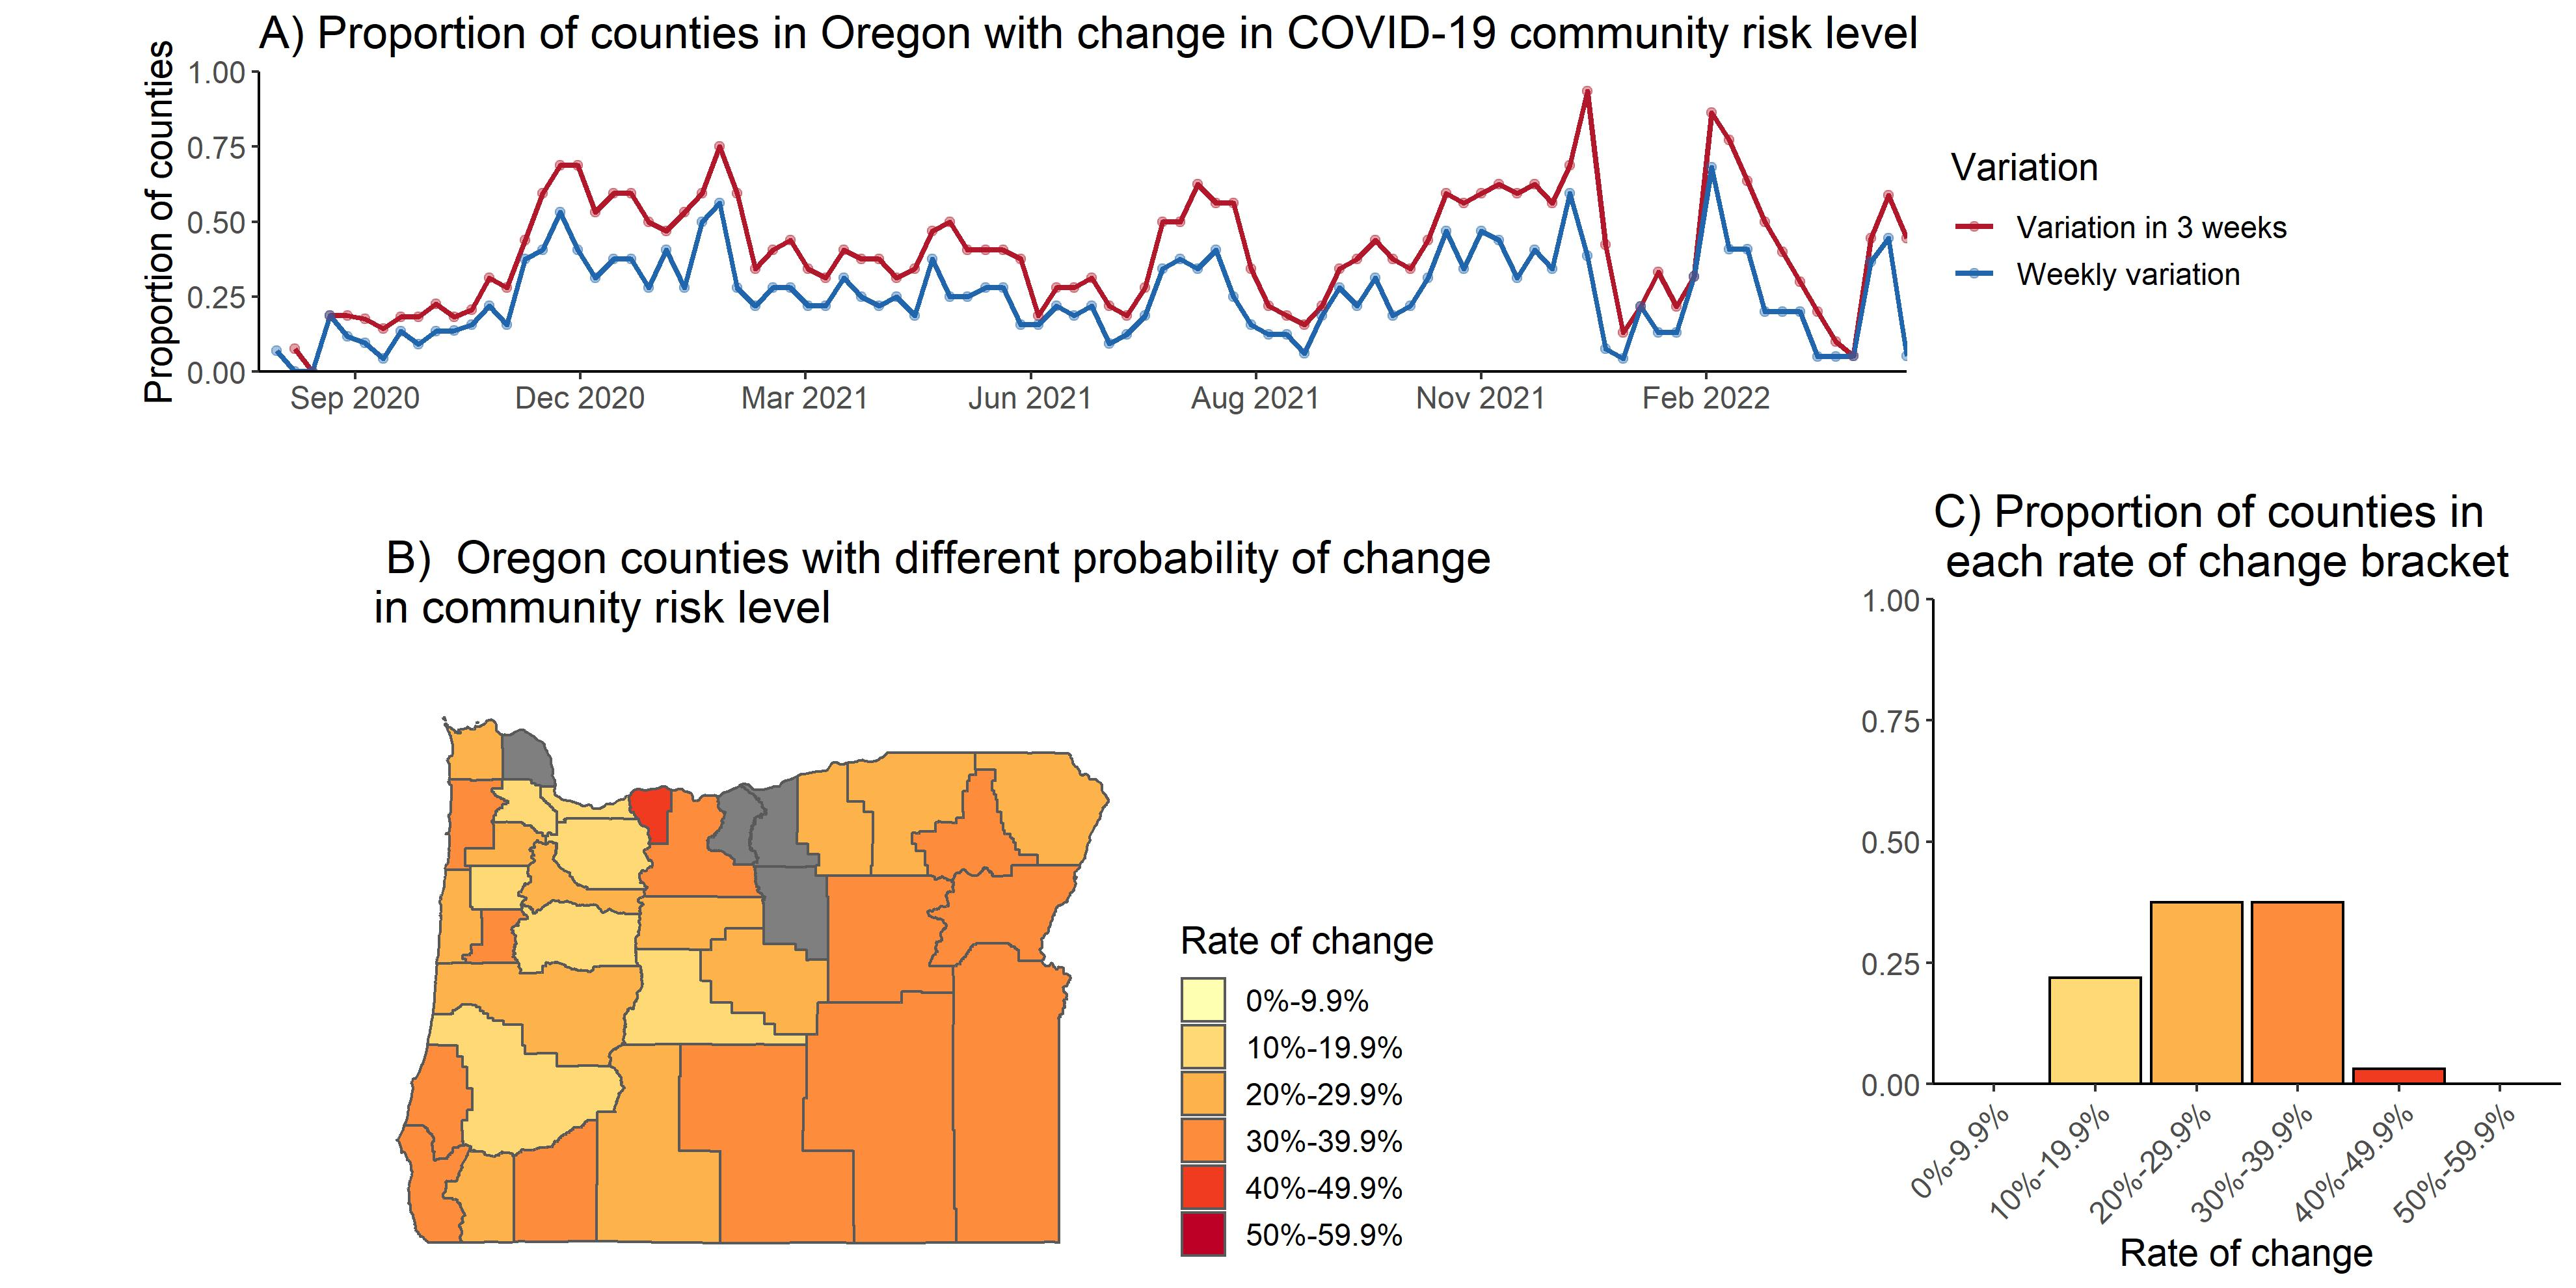 A) Proportion of counties in Oregon with change in COVID-19 community risk level
Proportion of counties
1.00
0.75
0.50
0.25
0.00
Sep 2020 Dec 2020 Mar 2021 Jun 2021 Aug 2021 Nov 2021 Feb 2022
Variation
Variation in 3 weeks
Weekly variation
B) Oregon counties with different probability of change
in community risk level
Rate of change
0%-9.9%
10%-19.9%
20%-29.9%
30%-39.9%
40%-49.9%
50%-59.9%
C) Proportion of counties in
each rate of change bracket
1.00
0.75
0.50
0.25
0.00
0%-9.9%
10%-19.9%
20%-29.9%
30%-39.9%
40%-49.9%
50%-59.9%
Rate of change